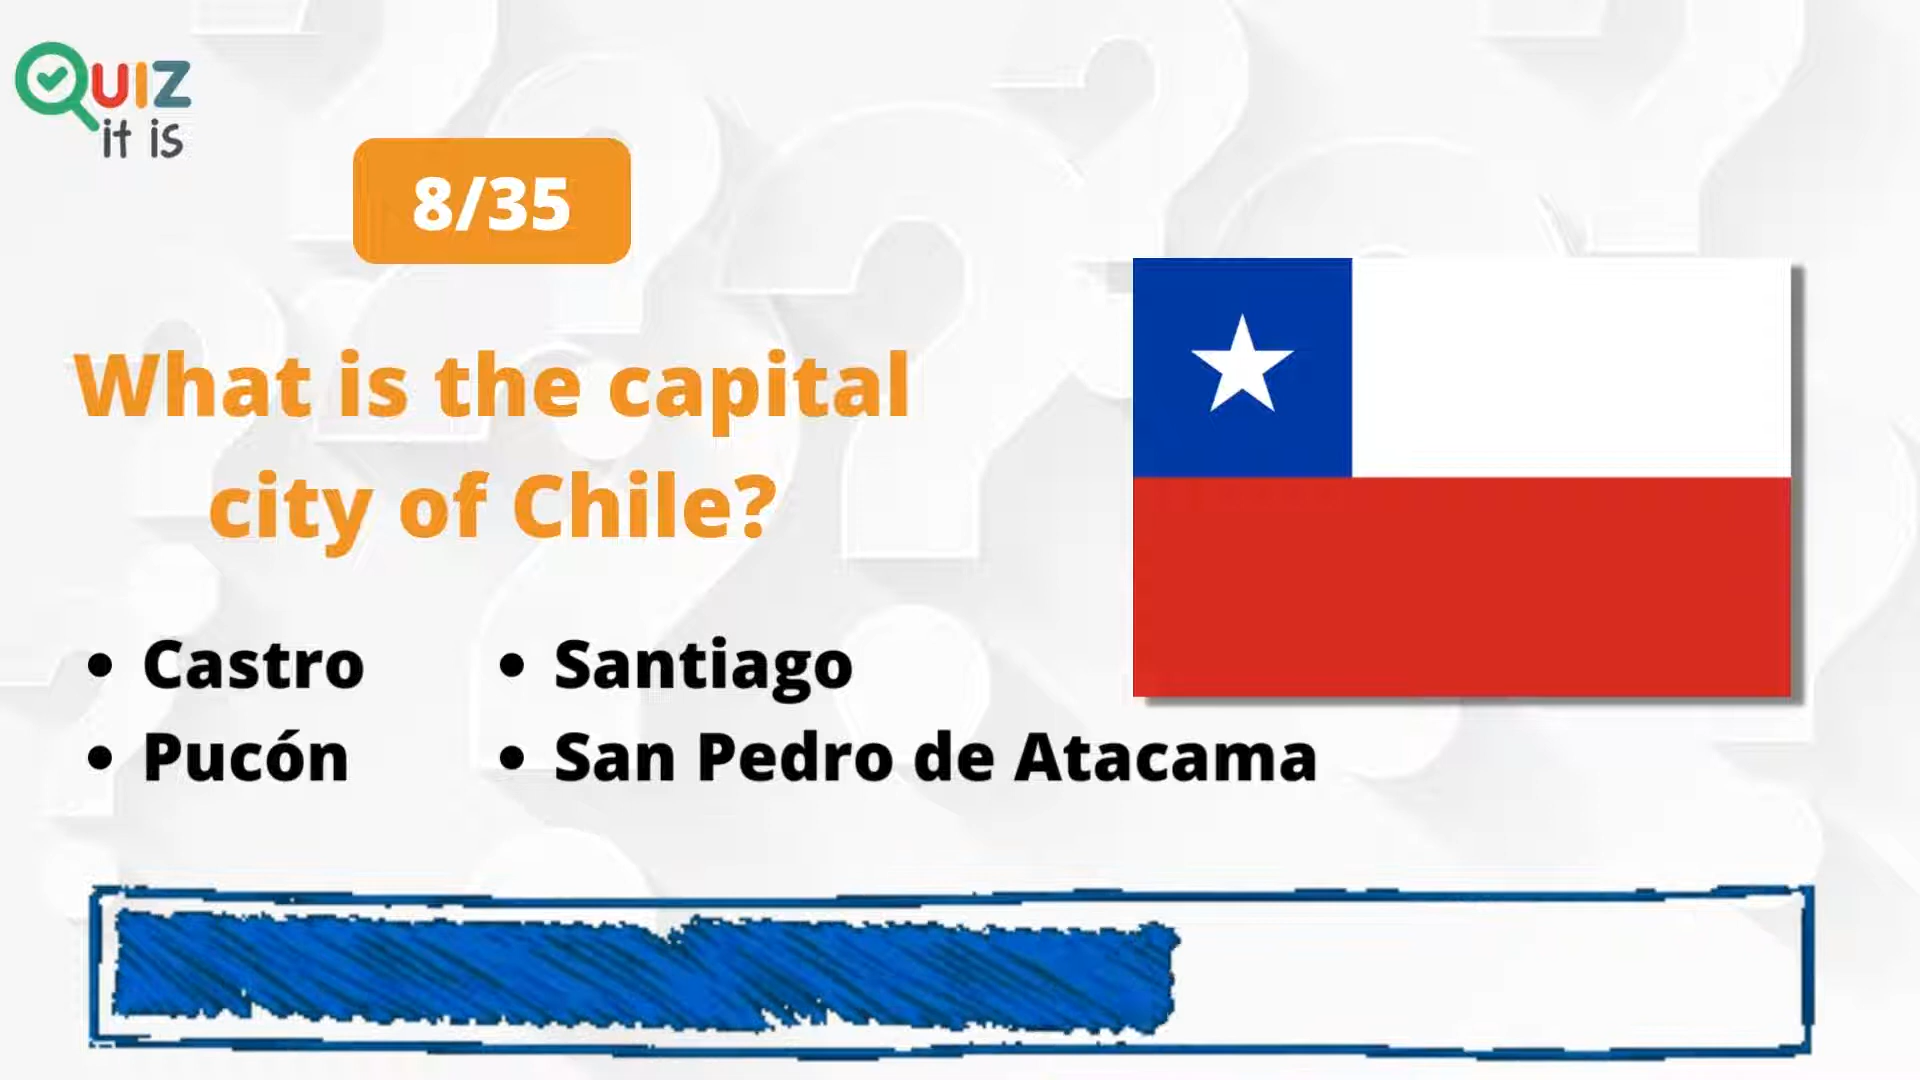 QUIZ
it is
8/35
What is the capital
city of Chile?
• Castro
• Santiago
• Pucón
• San Pedro de Atacama